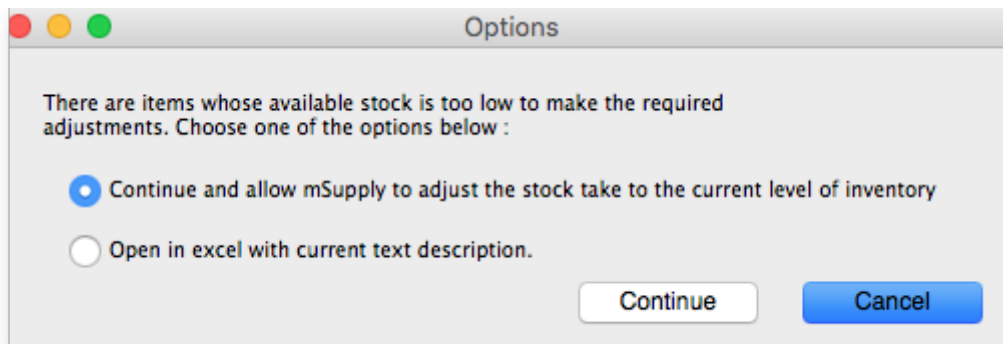 Options
There are items whose available stock is too low to make the required
adjustments. Choose one of the options below :
Continue and allow mSupply to adjust the stock take to the current level of inventory
Open in excel with current text description.
Continue
Cancel